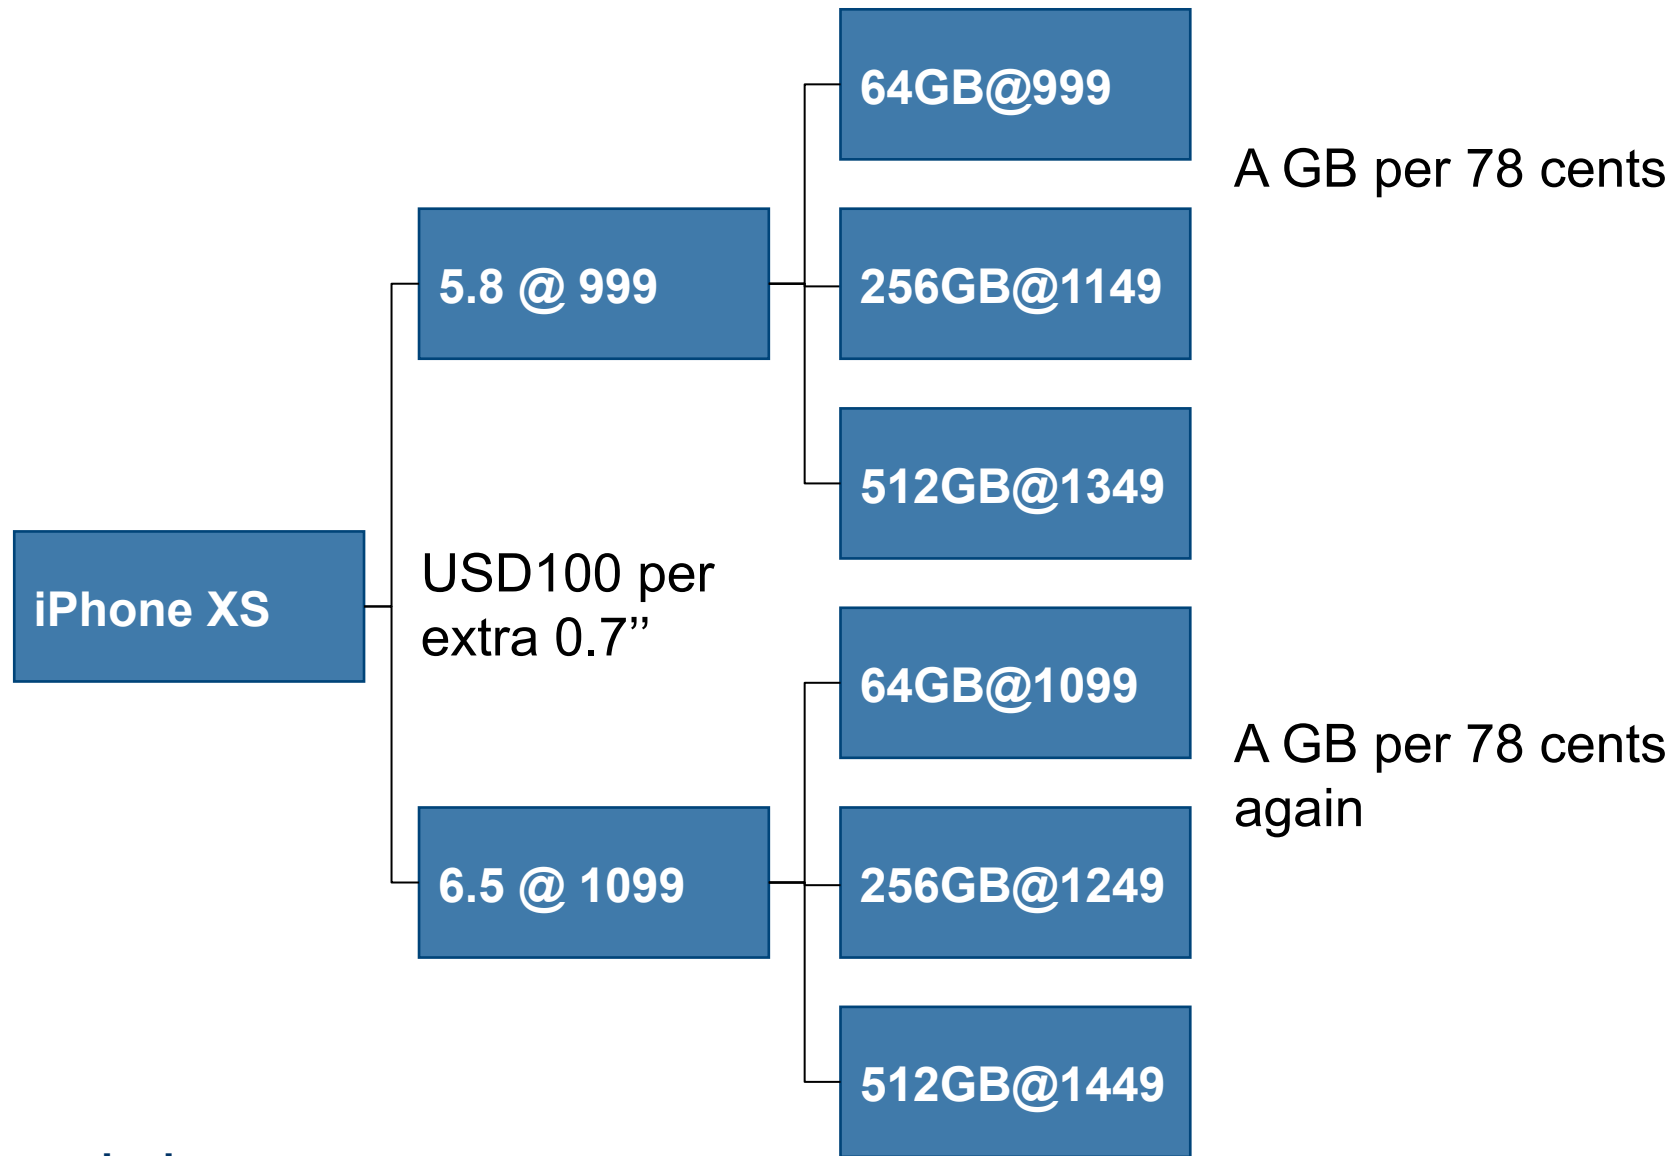 64GB@999
A GB per 78 cents
5.8 @ 999
256GB@1149
512GB@1349
iPhone XS
USD100 per
extra 0.7’’
64GB@1099
A GB per 78 cents
again
6.5 @ 1099
256GB@1249
512GB@1449